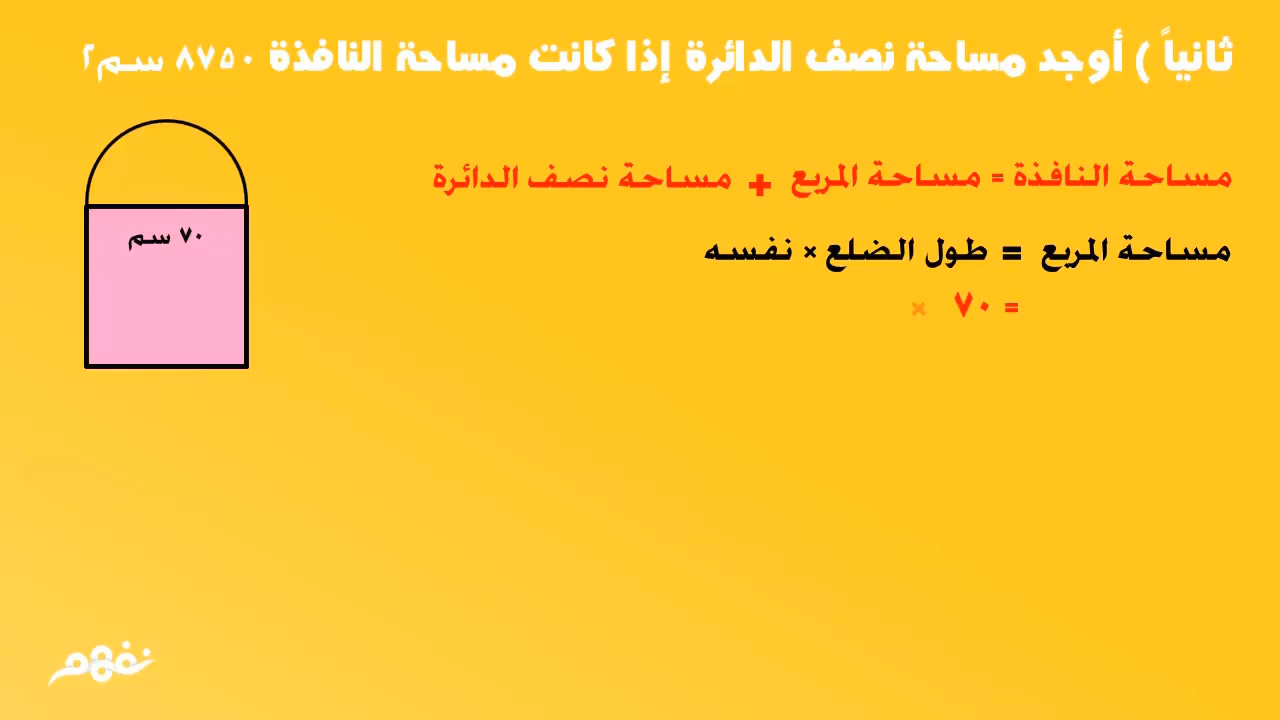 ثانياً ) أوجد مساحة نصف الدائرة إذا كانت مساحة النافذة ٨٧٥٠ سم٢
مساحة النافذة = مساحة المربع + مساحة نصف الدائرة
مساحة المربع = طول الضلع × نفسه
= ٧٠ ×
٧٠ سم
نفهم